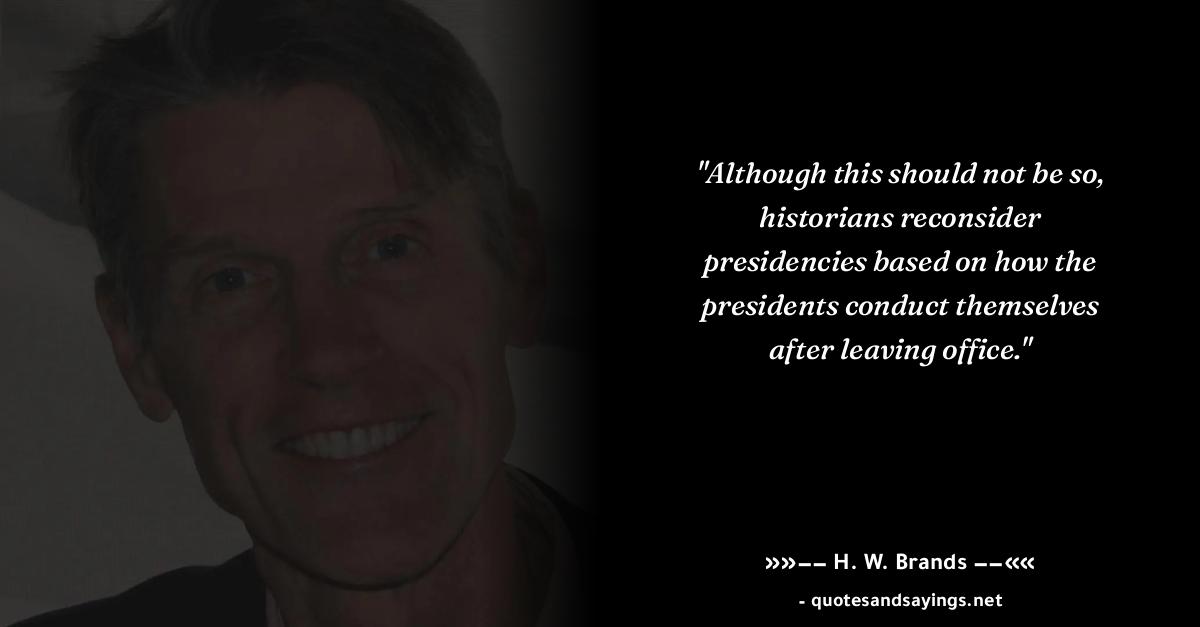 "Although this should not be so,
historians reconsider
presidencies based on how the
presidents conduct themselves
after leaving office."
»»–– H. W. Brands ––««
- quotesandsayings.net